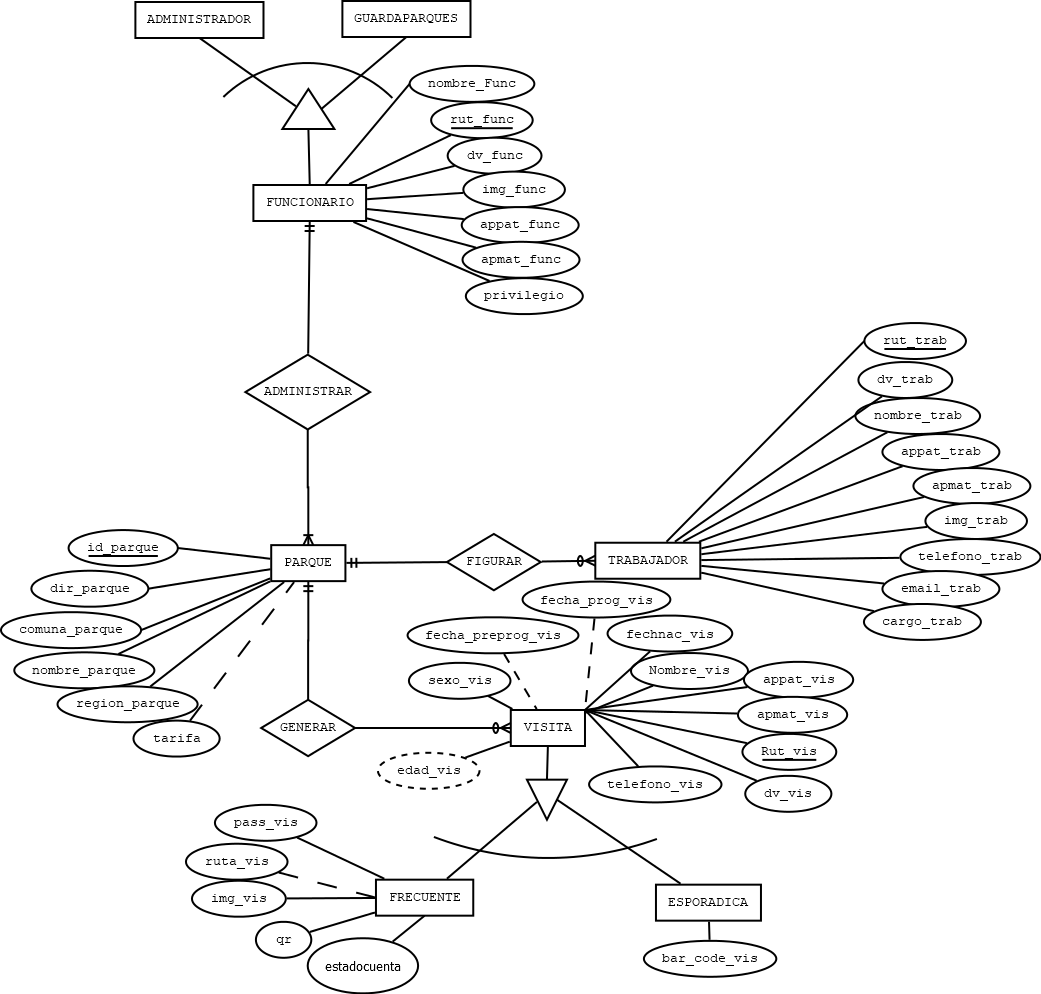 ADMINISTRADOR
GUARDAPARQUES
nombre_Func
rut_func
dv_func
img_func
FUNCIONARIO
appat_func
apmat_func
privilegio
rut_trab
dv_trab
ADMINISTRAR
nombre_trab
appat_trab
apmat_trab
img_trab
id_parque
telefono_trab
PARQUE
FIGURAR
TRABAJADOR
dir_parque
email_trab
fecha_prog_vis
cargo_trab
comuna_parque
fecha_preprog_vis
fechnac_vis
nombre_parque
Nombre_vis
sexo_vis
appat_vis
region_parque
apmat_vis
GENERAR
VISITA
tarifa
Rut_vis
edad_vis
telefono_vis
dv_vis
pass_vis
ruta_vis
img_vis
FRECUENTE
ESPORADICA
qr
bar_code_vis
estadocuenta